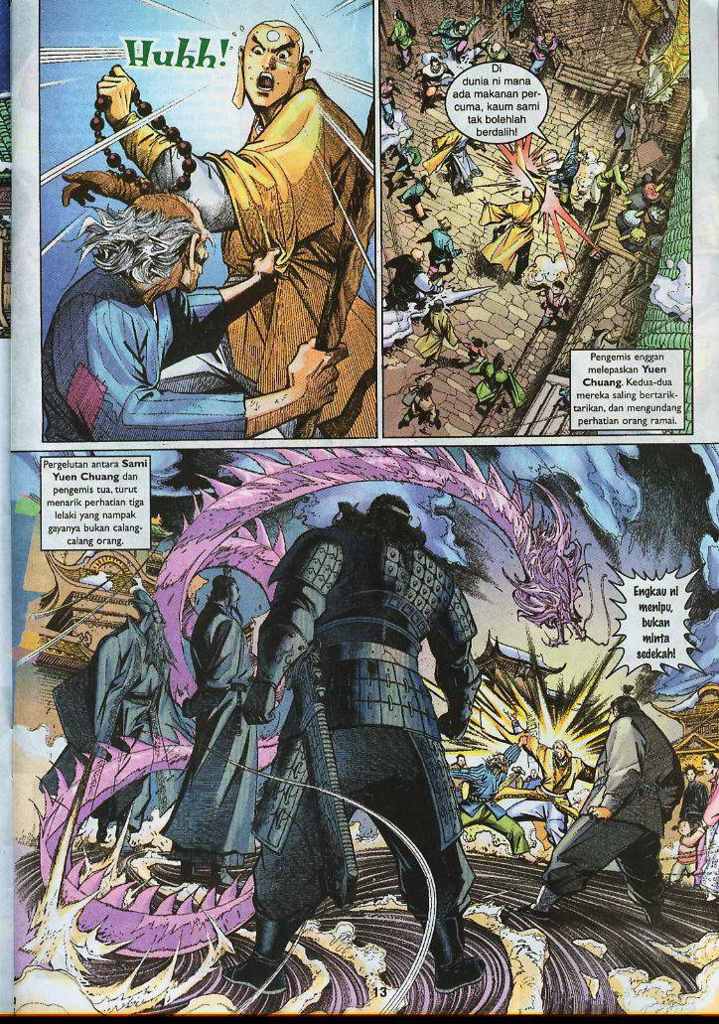 Huhh!
Di
dunia ni mana
ada makanan per-
cuma, kaum sami
tak bolehlah
berdalih!
Pengemis enggan
melepaskan Yuen
Chuang. Kedua-dua
mereka saling bertarik-
tarikan, dan mengundang
perhatian orang ramai.
Pergelutan antara Sami
Yuen Chuang dan
pengemis tua, turut
menarik perhatian tiga
lelaki yang nampak
gayanya bukan calang-
calang orang.
Engkau ni
menipu,
bukan
minta
sedekah!
13